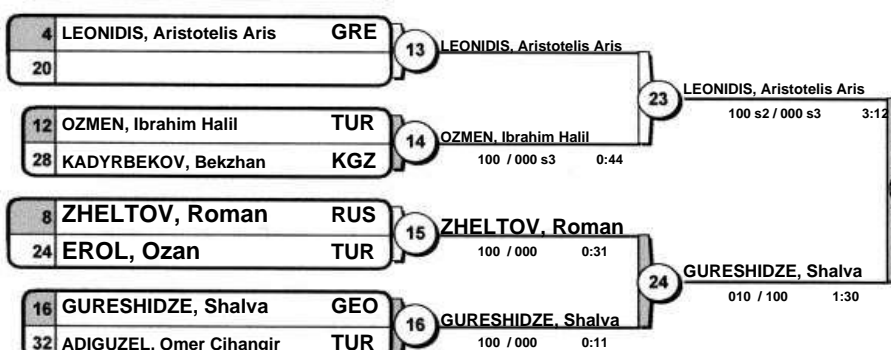 4 LEONIDIS, Aristotelis Aris GRE
20
13
LEONIDIS, Aristotelis Aris
12 OZMEN, Ibrahim Halil TUR
28 KADYRBEKOV, Bekzhan KGZ
14
OZMEN, Ibrahim Halil
100 / 000 s3 0:44
23
LEONIDIS, Aristotelis Aris
100 s2 / 000 s3 3:12
8 ZHELTOV, Roman RUS
24 EROL, Ozan TUR
15
ZHELTOV, Roman
100 / 000 0:31
16 GURESHIDZE, Shalva GEO
32 ADIGUZEL, Omer Cihangir TUR
16
GURESHIDZE, Shalva
100 / 000 0:11
24
GURESHIDZE, Shalva
010 / 100 1:30